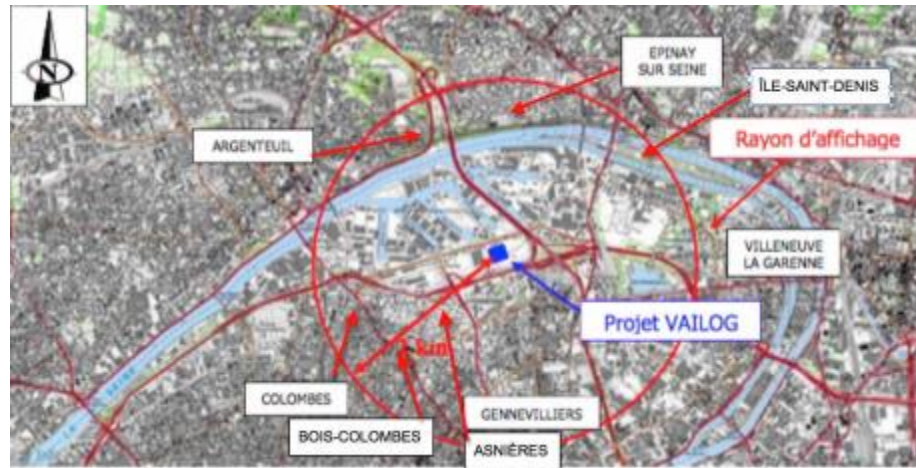 N
EPINAY
SUR SEINE
ÎLE-SAINT-DENIS
ARGENTEUIL
Rayon d'affichage
VILLENEUVE
LA GARENNE
Projet VAILOG
km
COLOMBES
GENNEVILLIERS
BOIS-COLOMBES
ASNIÈRES